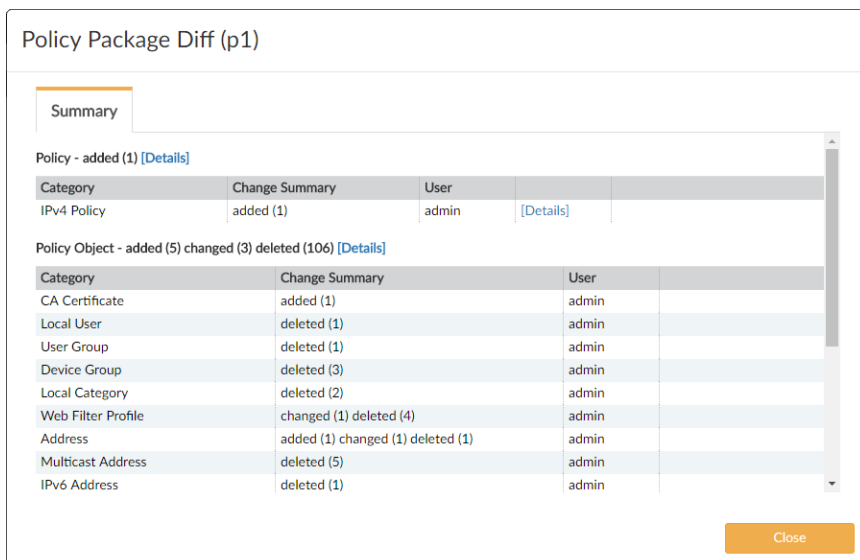 Policy Package Diff (p1)
Summary
Policy - added (1) [Details]
Category Change Summary User
IPv4 Policy added (1) admin [Details]
Policy Object - added (5) changed (3) deleted (106) [Details]
Category Change Summary User
CA Certificate added (1) admin
Local User deleted (1) admin
User Group deleted (1) admin
Device Group deleted (3) admin
Local Category deleted (2) admin
Web Filter Profile changed (1) deleted (4) admin
Address added (1) changed (1) deleted (1) admin
Multicast Address deleted (5) admin
IPv6 Address deleted (1) admin
Close